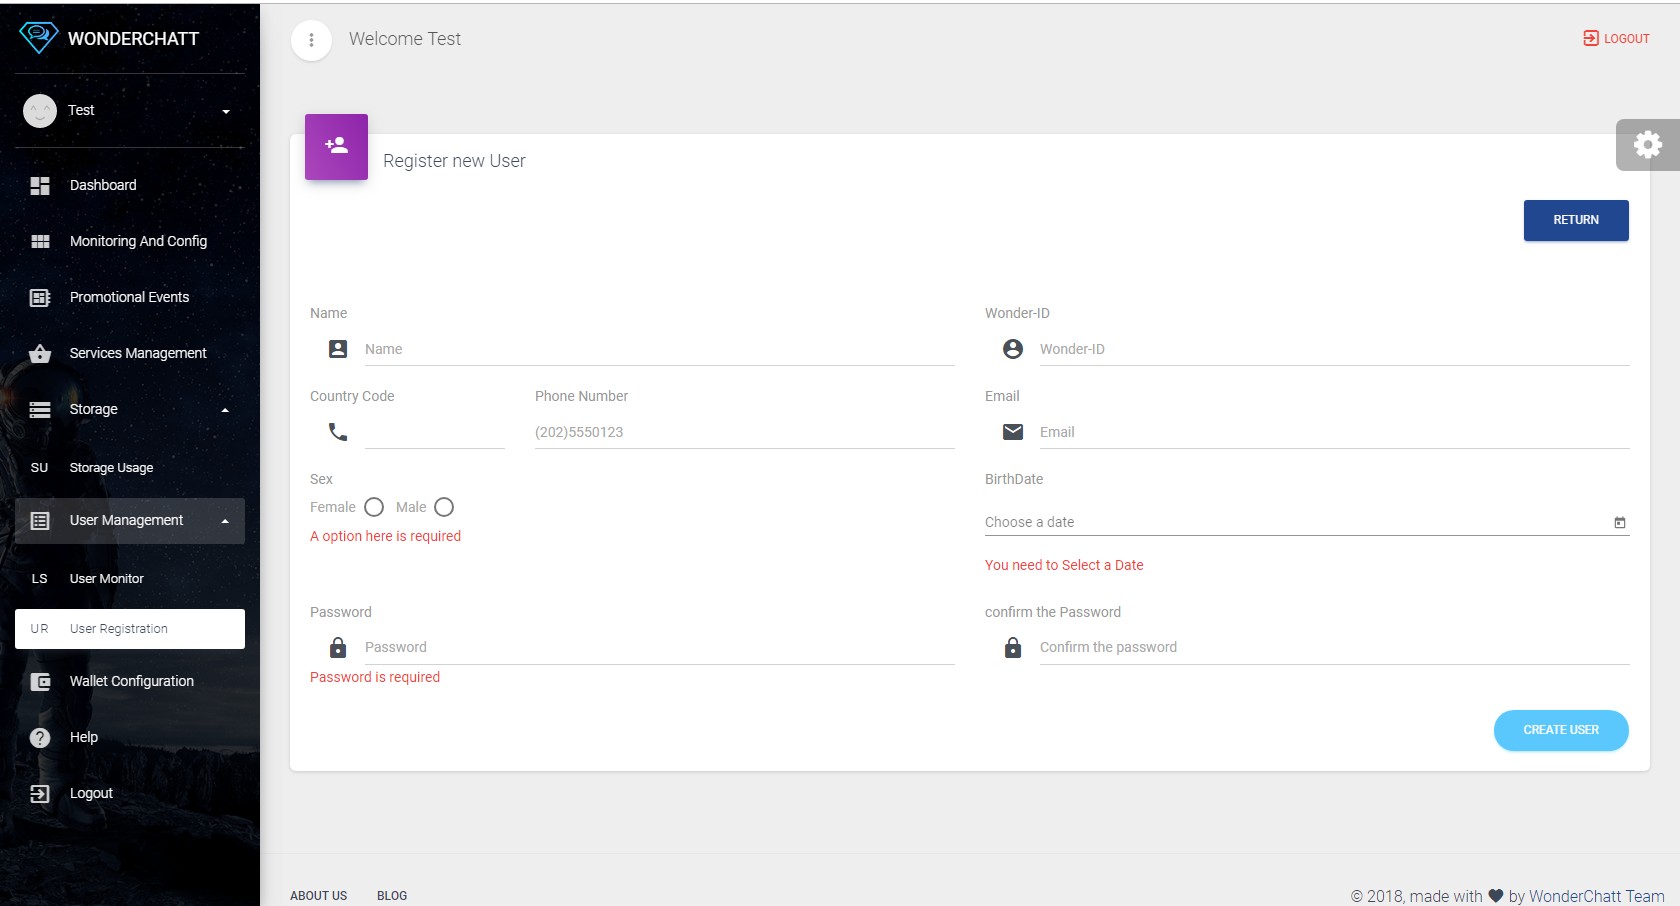 WONDERCHATT
Test
Dashboard
Monitoring And Config
Promotional Events
Services Management
Storage
SU Storage Usage
User Management
LS User Monitor
UR User Registration
Wallet Configuration
Help
Logout
Welcome Test
LOGOUT
Register new User
RETURN
Name
Name
Wonder-ID
Wonder-ID
Country Code
Phone Number
(202)5550123
Email
Email
Sex
Female Male
A option here is required
BirthDate
Choose a date
You need to Select a Date
Password
Password
Password is required
confirm the Password
Confirm the password
CREATE USER
ABOUT US BLOG
© 2018, made with ♥ by WonderChatt Team